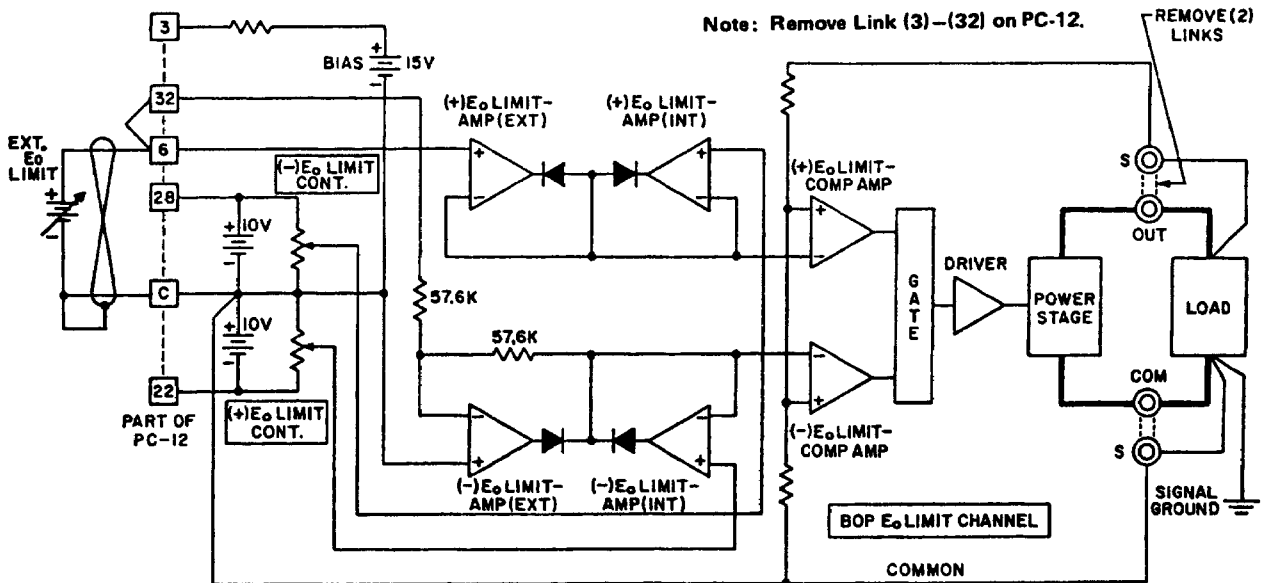 3
Note: Remove Link (3)-(32) on PC-12.
REMOVE(2)
LINKS
+
BIAS
15V
-
32
(+)Eo LIMIT-
AMP(EXT)
(+)Eo LIMIT-
AMP(INT)
EXT.
Eo
LIMIT
+
-
6
(-)Eo LIMIT
CONT.
+
-
+
-
(+)Eo LIMIT-
COMP AMP
S
28
+
10V
-
+
-
OUT
C
57.6K
GATE
DRIVER
POWER
STAGE
LOAD
+
10V
-
57.6K
-
+
COM
22
PART OF
PC-12
(+)Eo LIMIT
CONT.
-
+
-
+
(-)Eo LIMIT-
COMP AMP
S
(-)Eo LIMIT-
AMP(EXT)
(-)Eo LIMIT-
AMP(INT)
SIGNAL
GROUND
BOP Eo LIMIT CHANNEL
COMMON